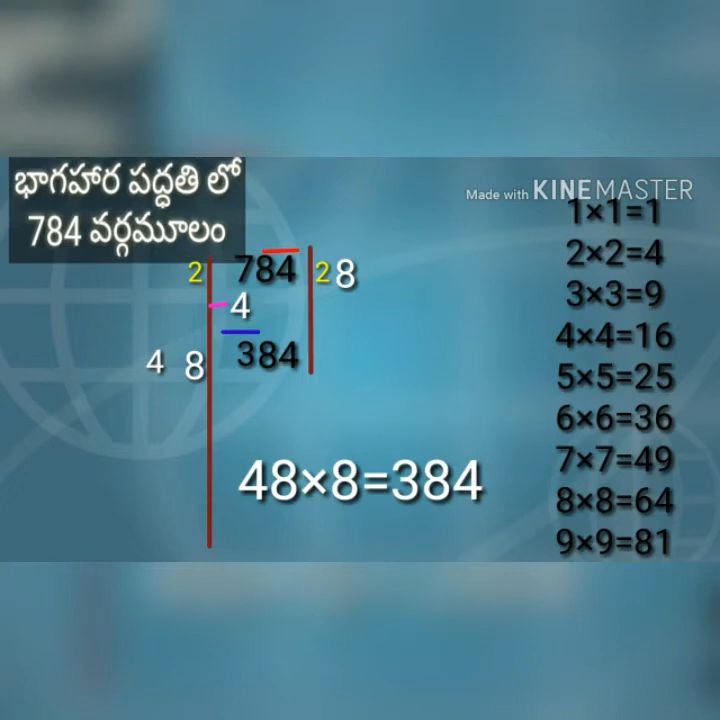 భాగహార పద్ధతి లో
784 వర్గమూలం
Made with KINEMASTER
2 784 2 8
- 4
4 8 384
48×8=384
1×1=1
2×2=4
3×3=9
4×4=16
5×5=25
6×6=36
7×7=49
8×8=64
9×9=81